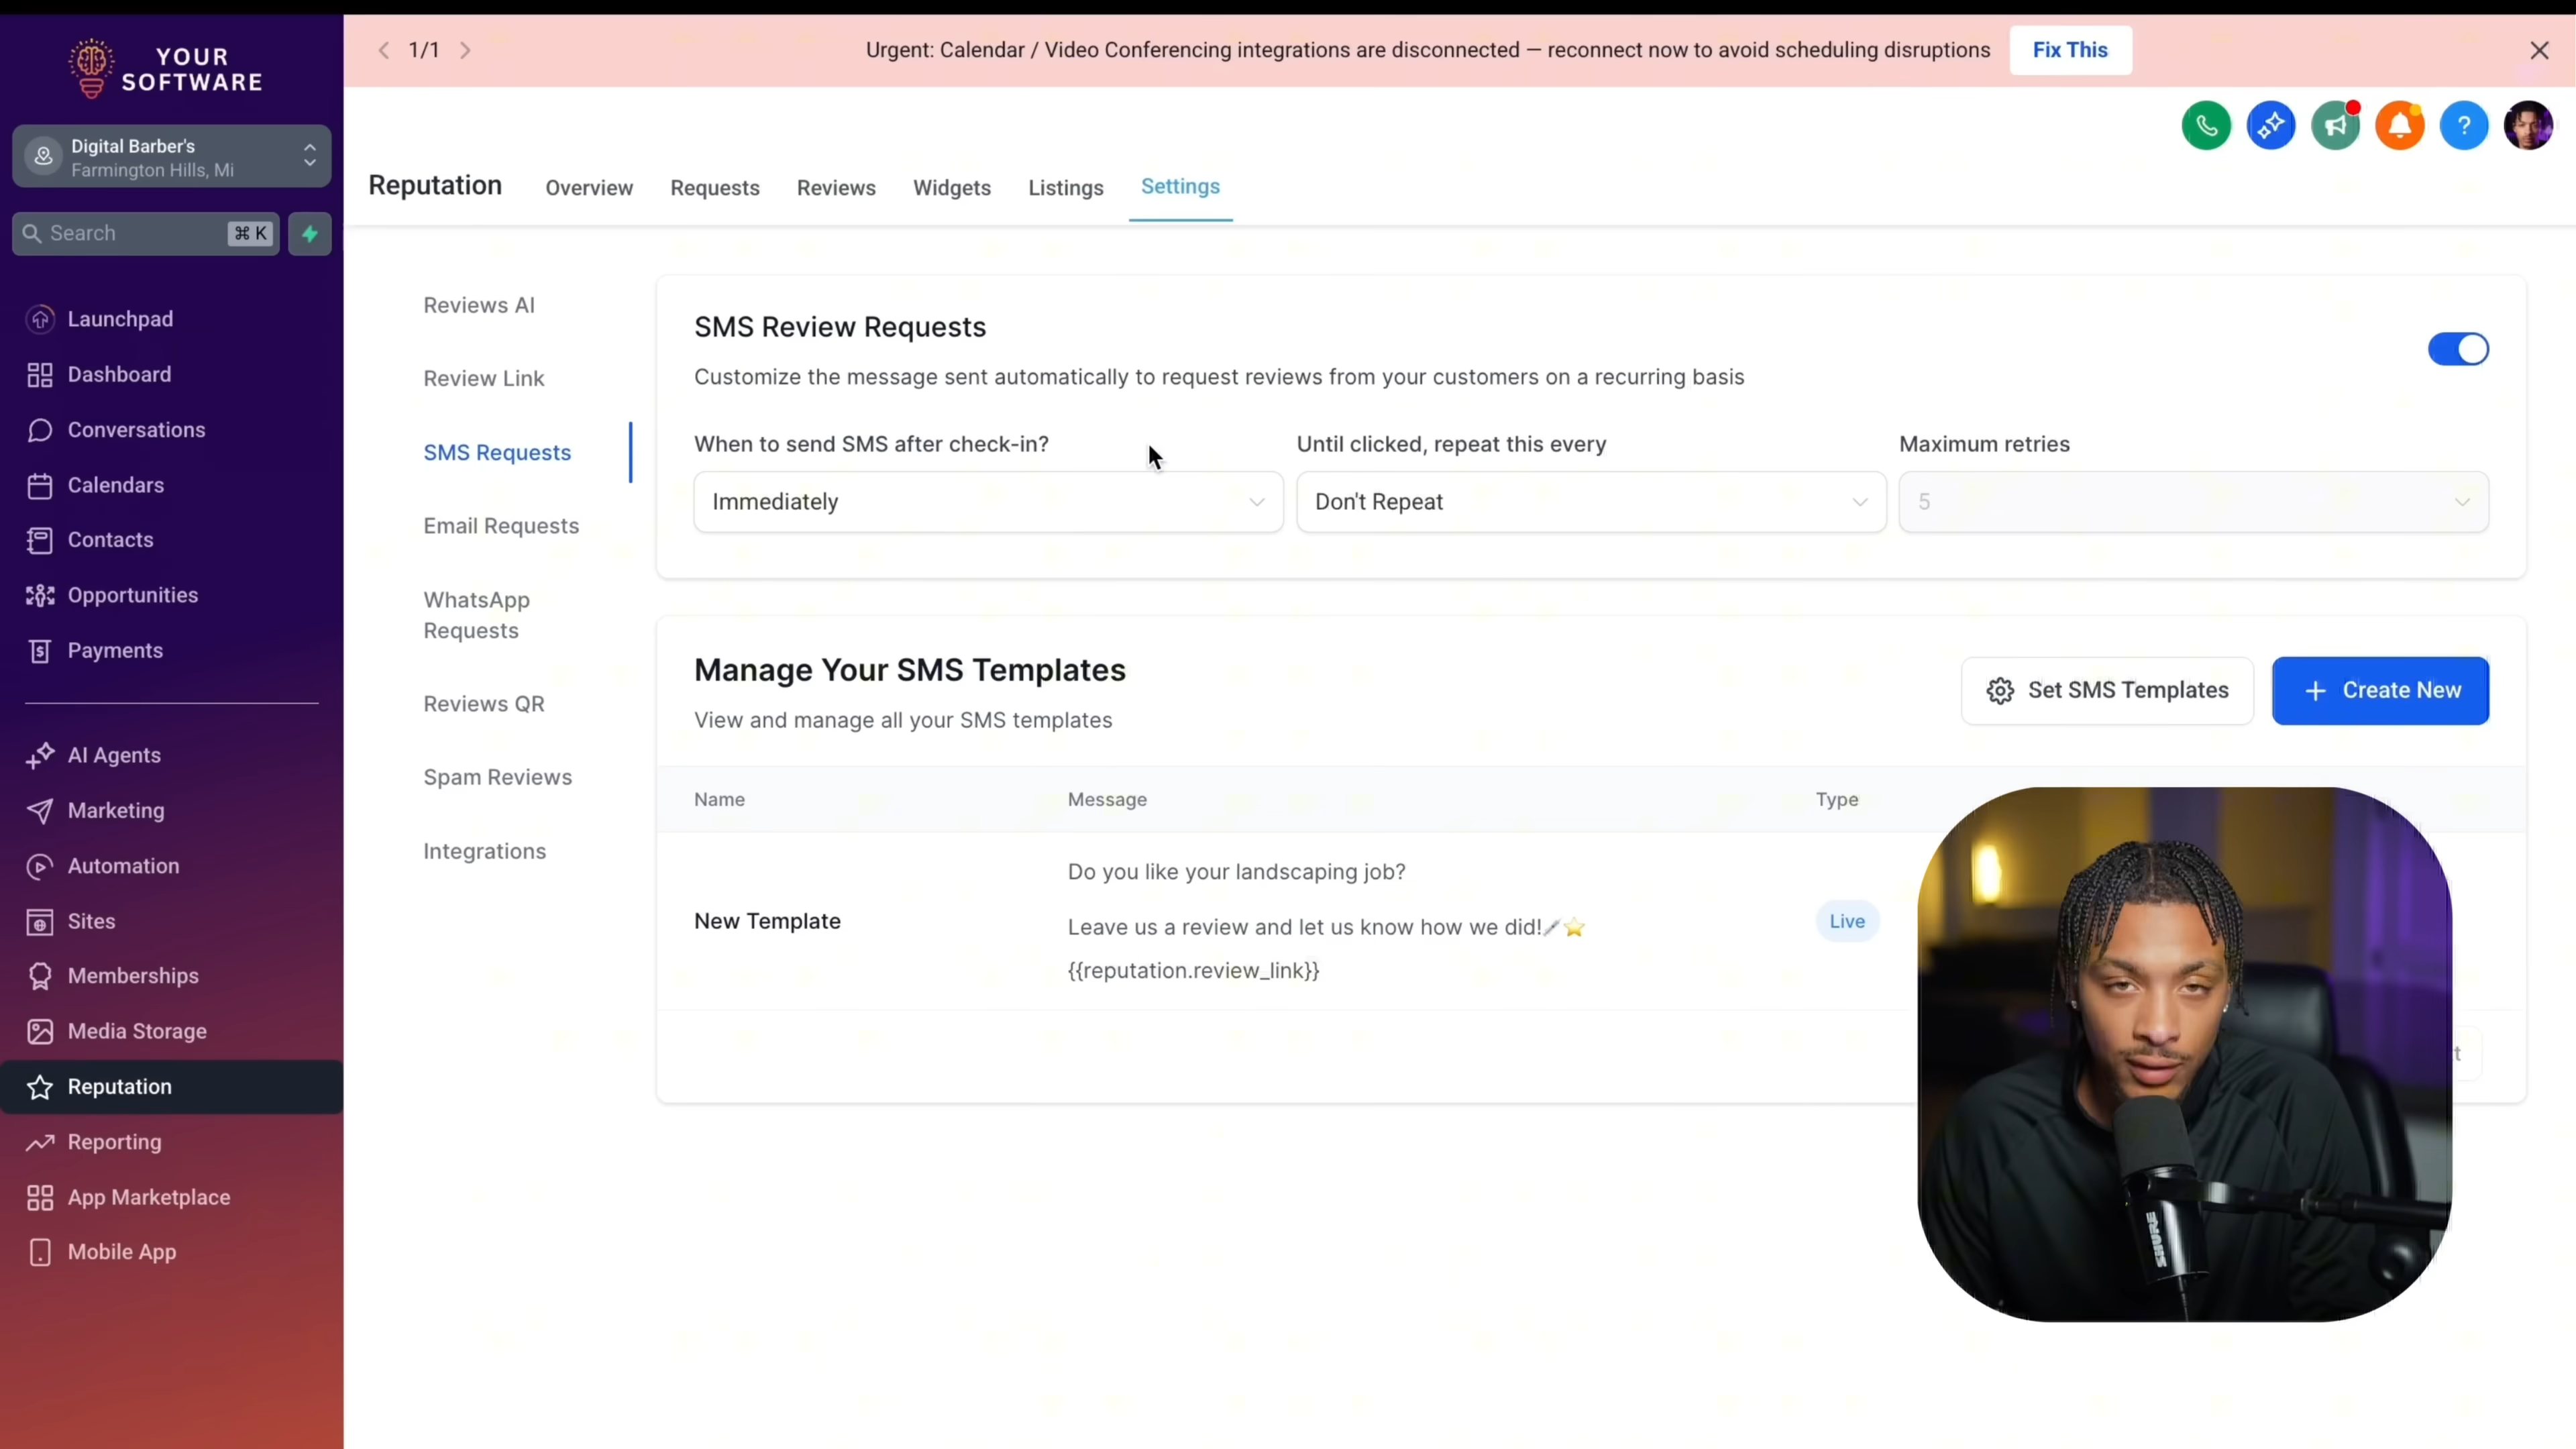 YOUR
SOFTWARE
Digital Barber's
Farmington Hills, Mi
Search
⌘ K
Launchpad
Dashboard
Conversations
Calendars
Contacts
Opportunities
Payments
AI Agents
Marketing
Automation
Sites
Memberships
Media Storage
Reputation
Reporting
App Marketplace
Mobile App
1/1
Urgent: Calendar / Video Conferencing integrations are disconnected — reconnect now to avoid scheduling disruptions
Fix This
?
Reputation
Overview
Requests
Reviews
Widgets
Listings
Settings
Reviews AI
Review Link
SMS Requests
Email Requests
WhatsApp
Requests
Reviews QR
Spam Reviews
Integrations
SMS Review Requests
Customize the message sent automatically to request reviews from your customers on a recurring basis
When to send SMS after check-in?
Immediately
Until clicked, repeat this every
Don't Repeat
Maximum retries
5
Manage Your SMS Templates
View and manage all your SMS templates
Set SMS Templates
+ Create New
Name
Message
Type
New Template
Do you like your landscaping job?
Leave us a review and let us know how we did!⭐
{{reputation.review_link}}
Live
SHURE